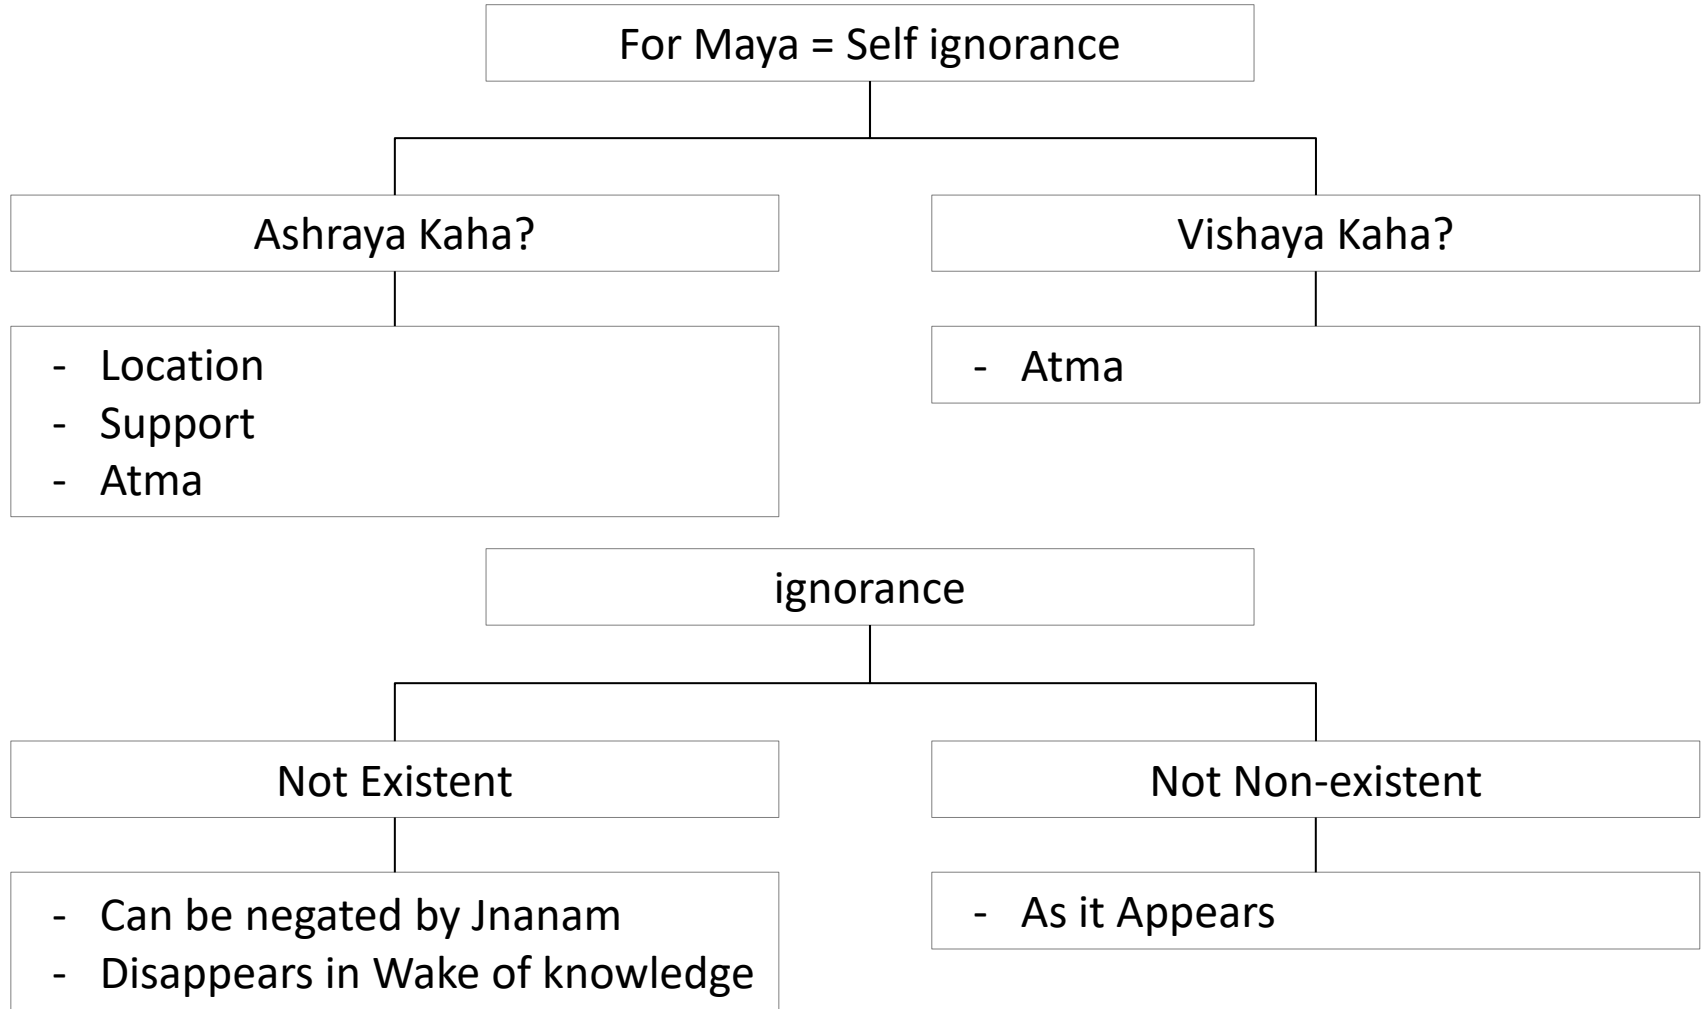 For Maya = Self ignorance
Ashraya Kaha?
Vishaya Kaha?
- Location
- Support
- Atma
- Atma
ignorance
Not Existent
Not Non-existent
- Can be negated by Jnanam
- Disappears in Wake of knowledge
- As it Appears